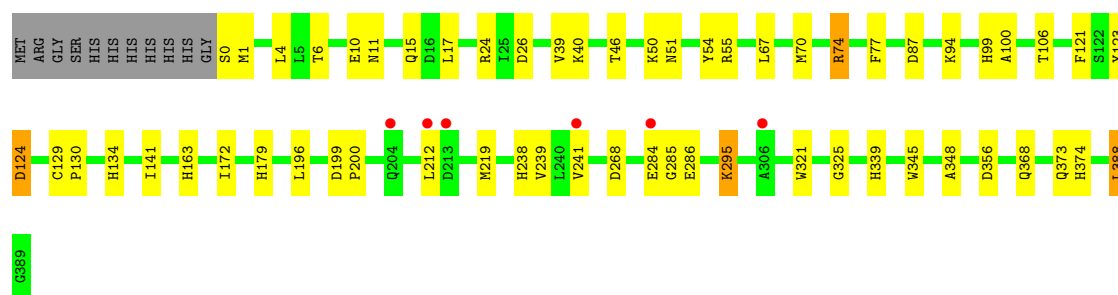 MET ARG GLY SER HIS HIS HIS HIS HIS HIS GLY S0 M1 L4 L5 T6 E10 N11 Q15 D16 L17 R24 I25 D26 V39 K40 T46 K50 N51 Y54 R55 L67 M70 R74 F77 D87 K94 H99 A100 T106 F121 S122 Y123
D124 C129 P130 H134 I141 H163 I172 H179 L196 D199 P200 Q204 L212 D213 M219 H238 V239 L240 V241 D268 E284 G285 E286 K295 A306 W321 G325 H339 W345 A348 D356 Q368 Q373 H374 L388
G389